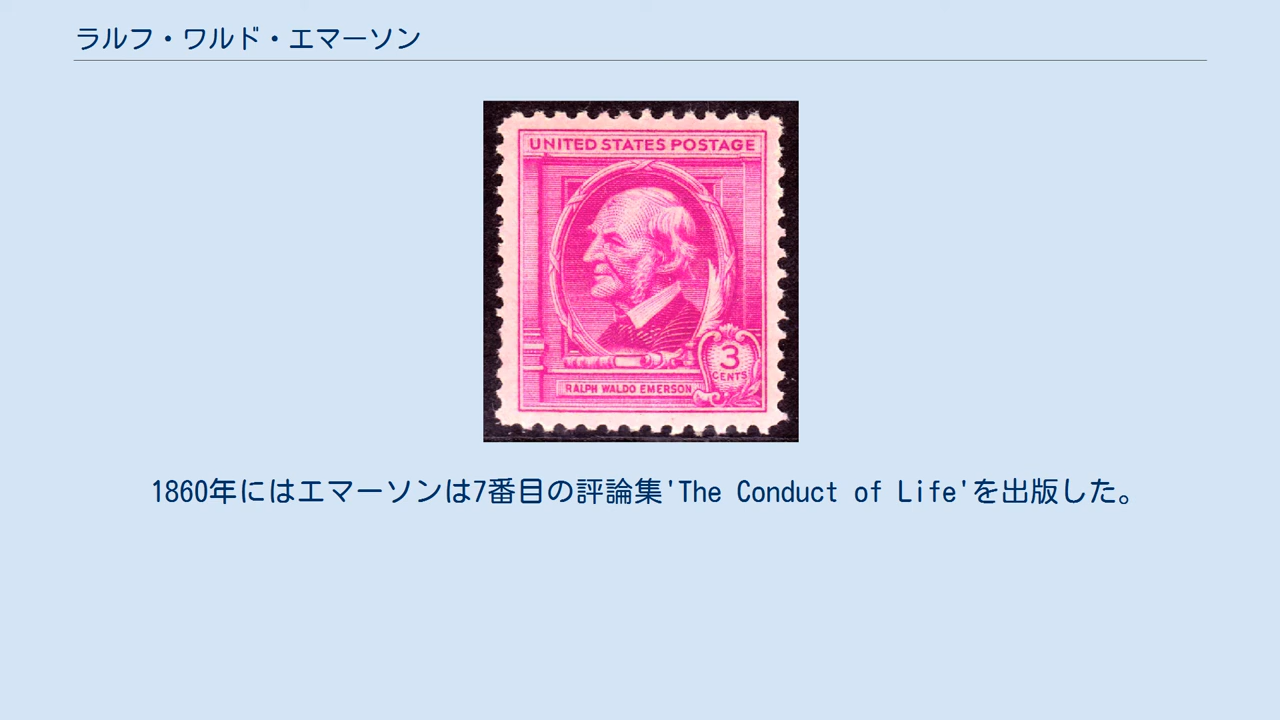 ラルフ・ワルド・エマーソン
UNITED STATES POSTAGE
3
CENTS
RALPH WALDO EMERSON
1860年にはエマーソンは7番目の評論集'The Conduct of Life'を出版した。